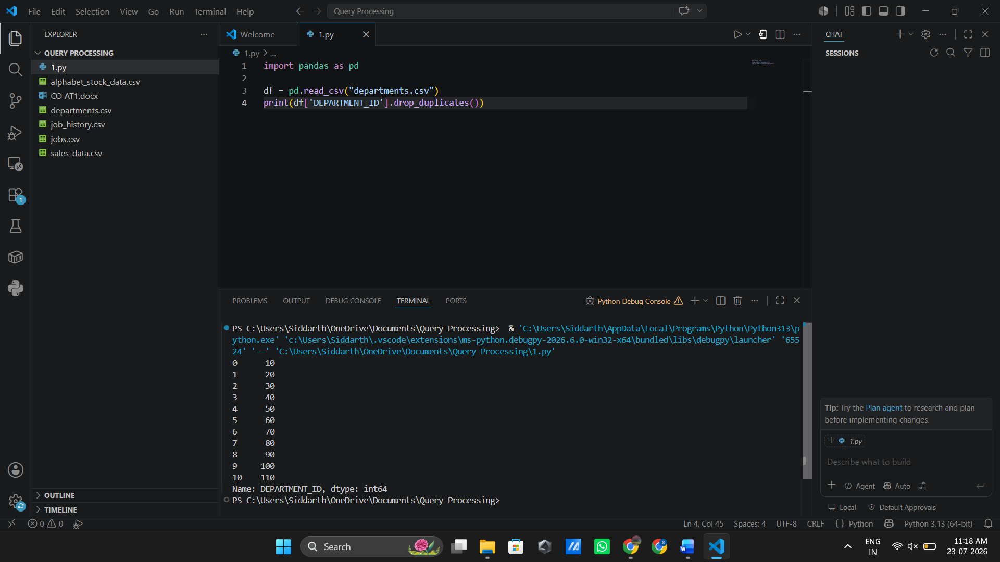 File Edit Selection View Go Run Terminal Help
Query Processing
EXPLORER
QUERY PROCESSING
1.py
alphabet_stock_data.csv
CO AT1.docx
departments.csv
job_history.csv
jobs.csv
sales_data.csv
OUTLINE
TIMELINE
1
Welcome
1.py
1.py > ...
1 import pandas as pd
2
3 df = pd.read_csv("departments.csv")
4 print(df['DEPARTMENT_ID'].drop_duplicates())
PROBLEMS OUTPUT DEBUG CONSOLE TERMINAL PORTS
Python Debug Console
PS C:\Users\Siddarth\OneDrive\Documents\Query Processing>  & 'C:\Users\Siddarth\AppData\Local\Programs\Python\Python313\p
ython.exe' 'c:\Users\Siddarth\.vscode\extensions\ms-python.debugpy-2026.6.0-win32-x64\bundled\libs\debugpy\launcher' '655
24' '--' 'C:\Users\Siddarth\OneDrive\Documents\Query Processing\1.py'
0 10
1 20
2 30
3 40
4 50
5 60
6 70
7 80
8 90
9 100
10 110
Name: DEPARTMENT_ID, dtype: int64
PS C:\Users\Siddarth\OneDrive\Documents\Query Processing>
CHAT
SESSIONS
Tip: Try the Plan agent to research and plan
before implementing changes.
1.py
Describe what to build
Agent Auto
Local Default Approvals
0 0
Ln 4, Col 45 Spaces: 4 UTF-8 CRLF {} Python Python 3.13 (64-bit)
Search
ENG
IN
11:18 AM
23-07-2026